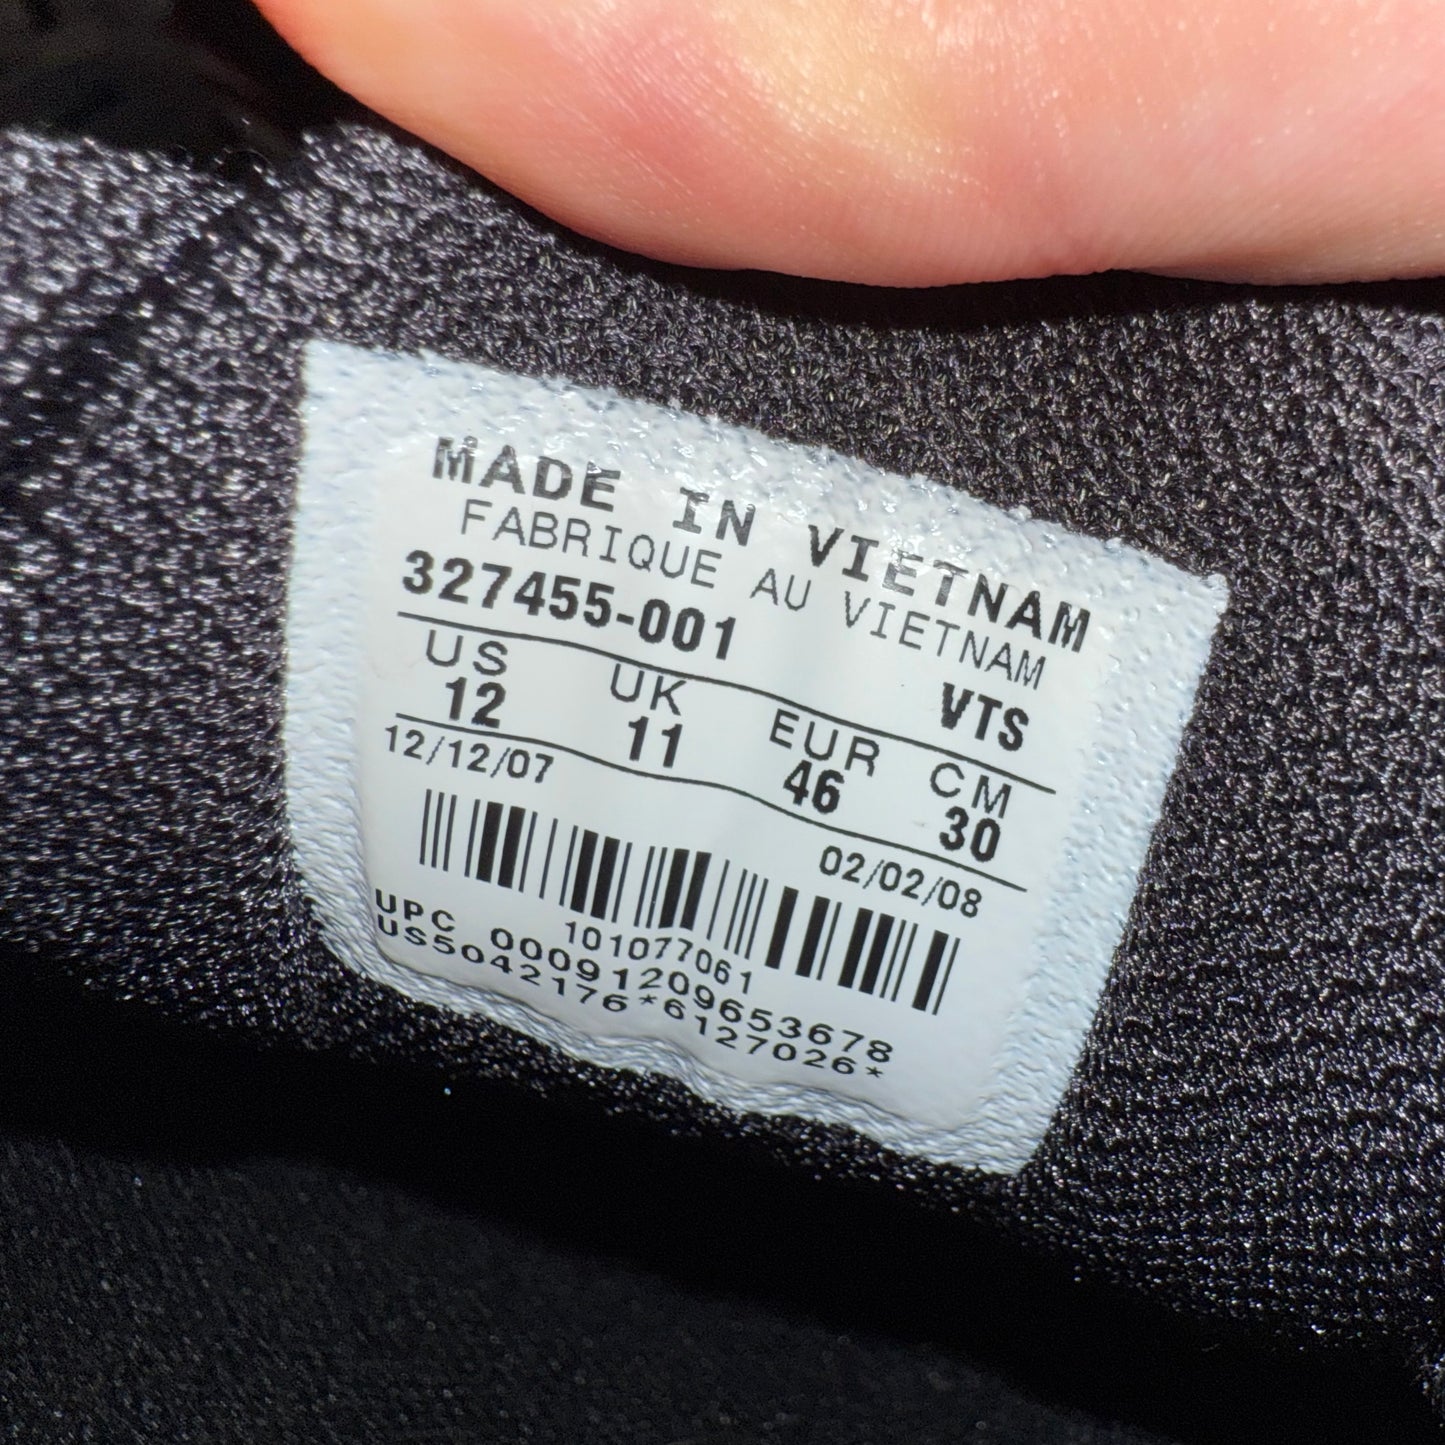 MADE IN VIETNAM
FABRIQUE AU VIETNAM
327455-001 VTS
US UK EUR CM
12 11 46 30
12/12/07 02/02/08
101077061
UPC 00091209653678
US5042176*6127026*